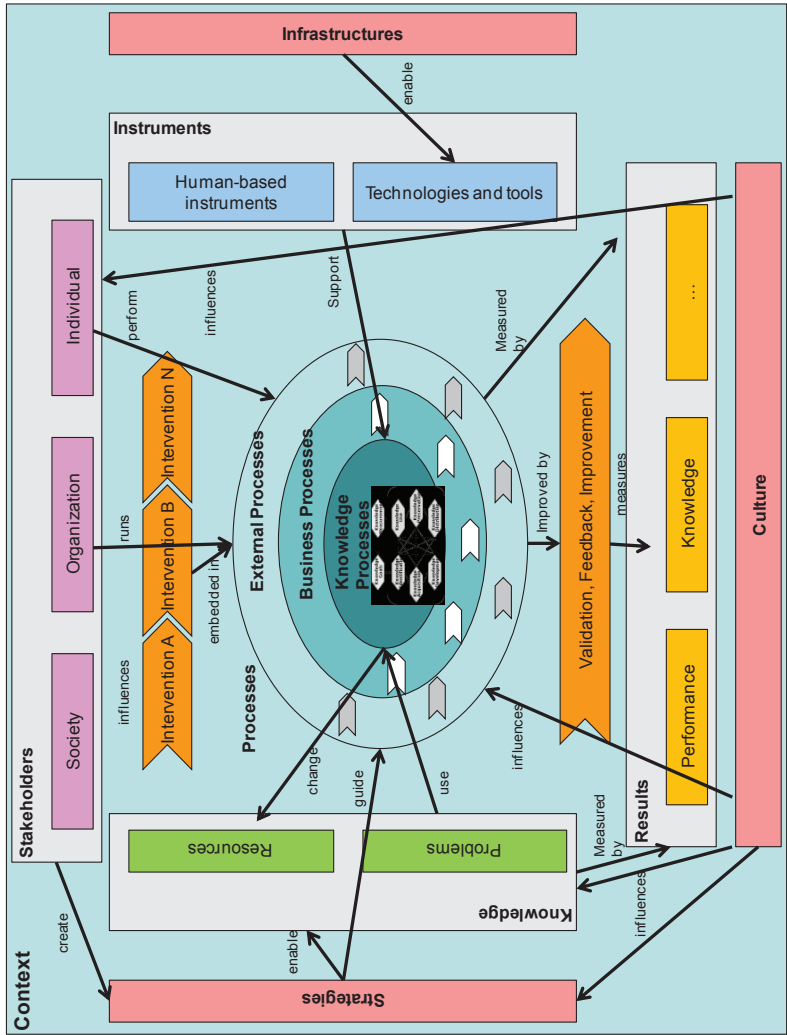 Context
Stakeholders
Society
Organization
Individual
create
influences
runs
perform
influences
Intervention A
Intervention B
Intervention N
embedded in
Strategies
enable
guide
Knowledge
Resources
Problems
change
use
Measured
by
Processes
External Processes
Business Processes
Knowledge
Processes
Support
Instruments
Human-based
instruments
Technologies and tools
enable
Infrastructures
influences
Improved by
Measured
by
Validation, Feedback, Improvement
measures
Results
Performance
Knowledge
...
influences
Culture